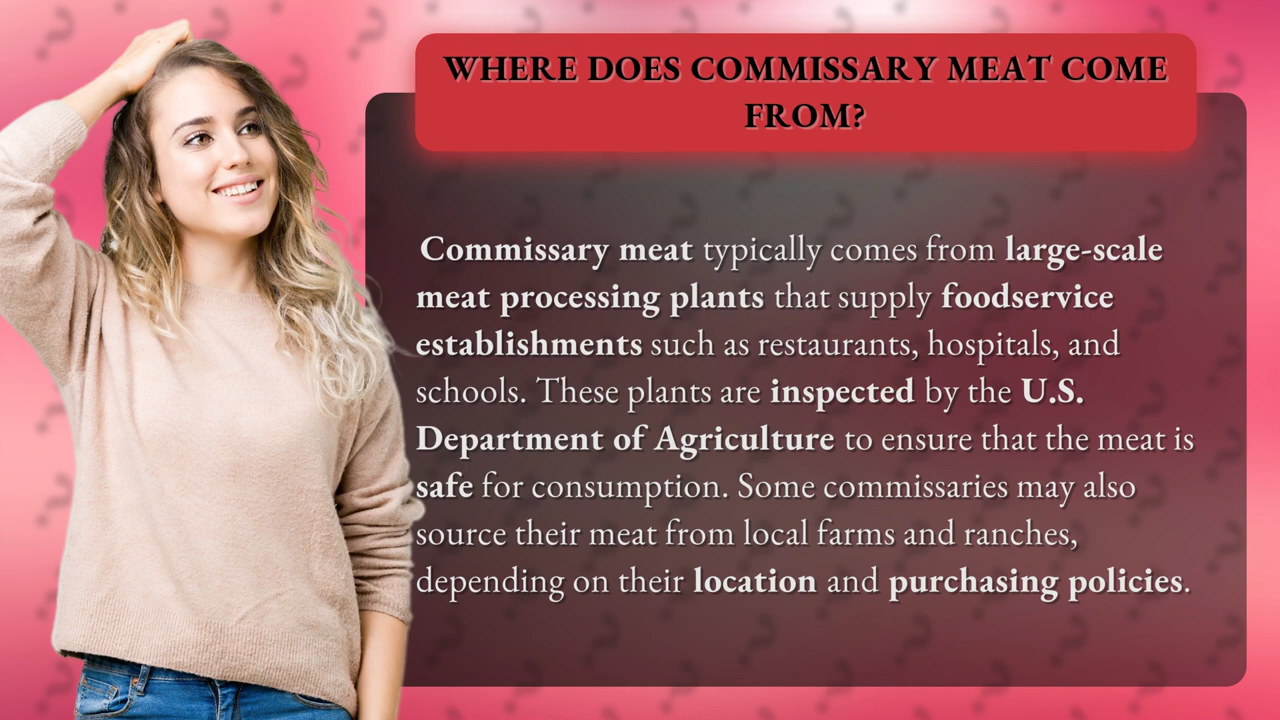 WHERE DOES COMMISSARY MEAT COME
FROM?
Commissary meat typically comes from large-scale
meat processing plants that supply foodservice
establishments such as restaurants, hospitals, and
schools. These plants are inspected by the U.S.
Department of Agriculture to ensure that the meat is
safe for consumption. Some commissaries may also
source their meat from local farms and ranches,
depending on their location and purchasing policies.